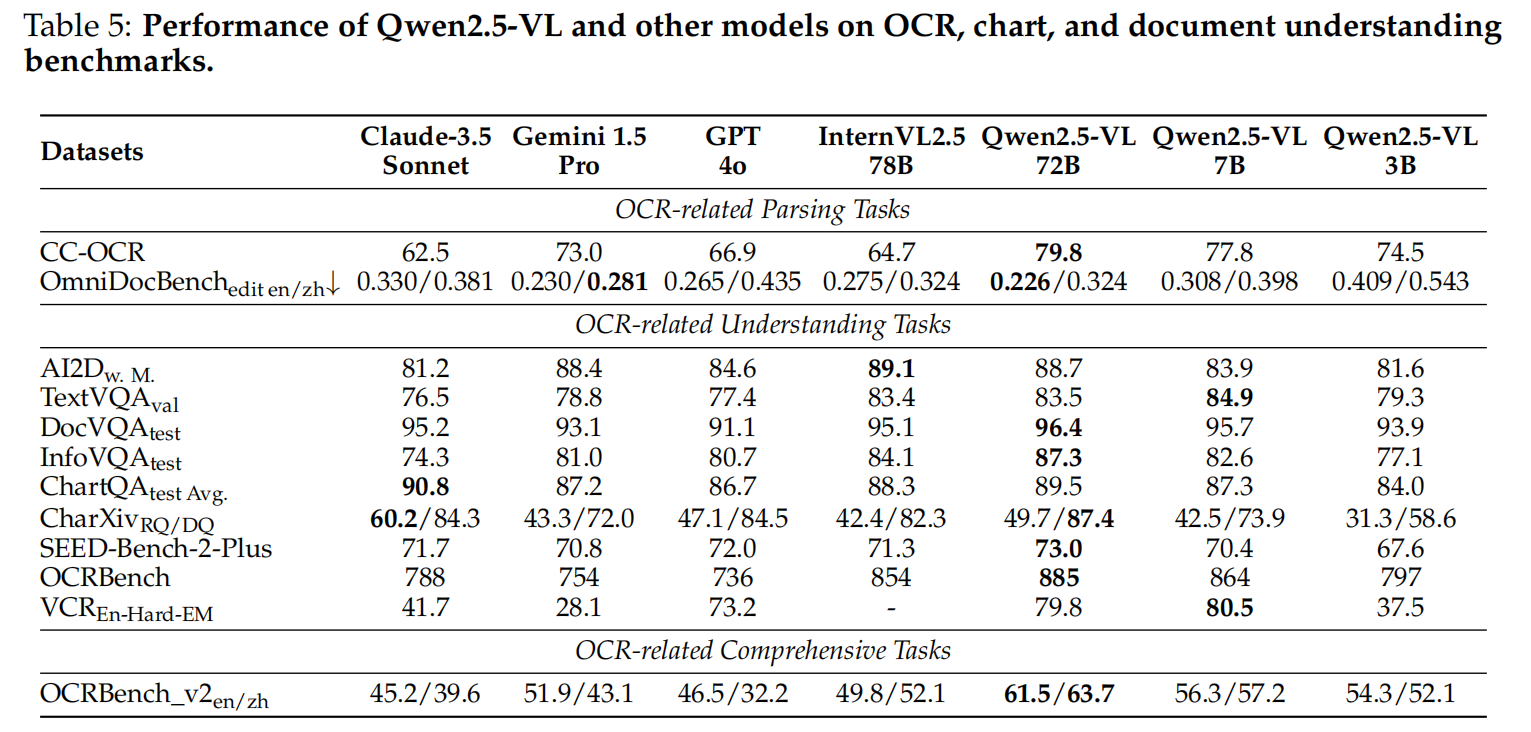 Table 5: Performance of Qwen2.5-VL and other models on OCR, chart, and document understanding
benchmarks.
Datasets Claude-3.5 Sonnet Gemini 1.5 Pro GPT 4o InternVL2.5 78B Qwen2.5-VL 72B Qwen2.5-VL 7B Qwen2.5-VL 3B
OCR-related Parsing Tasks
CC-OCR 62.5 73.0 66.9 64.7 79.8 77.8 74.5
OmniDocBench edit en/zh↓ 0.330/0.381 0.230/0.281 0.265/0.435 0.275/0.324 0.226/0.324 0.308/0.398 0.409/0.543
OCR-related Understanding Tasks
AI2D w. M. 81.2 88.4 84.6 89.1 88.7 83.9 81.6
TextVQA val 76.5 78.8 77.4 83.4 83.5 84.9 79.3
DocVQA test 95.2 93.1 91.1 95.1 96.4 95.7 93.9
InfoVQA test 74.3 81.0 80.7 84.1 87.3 82.6 77.1
ChartQA test Avg. 90.8 87.2 86.7 88.3 89.5 87.3 84.0
CharXiv RQ/DQ 60.2/84.3 43.3/72.0 47.1/84.5 42.4/82.3 49.7/87.4 42.5/73.9 31.3/58.6
SEED-Bench-2-Plus 71.7 70.8 72.0 71.3 73.0 70.4 67.6
OCRBench 788 754 736 854 885 864 797
VCR En-Hard-EM 41.7 28.1 73.2 - 79.8 80.5 37.5
OCR-related Comprehensive Tasks
OCRBench_v2 en/zh 45.2/39.6 51.9/43.1 46.5/32.2 49.8/52.1 61.5/63.7 56.3/57.2 54.3/52.1